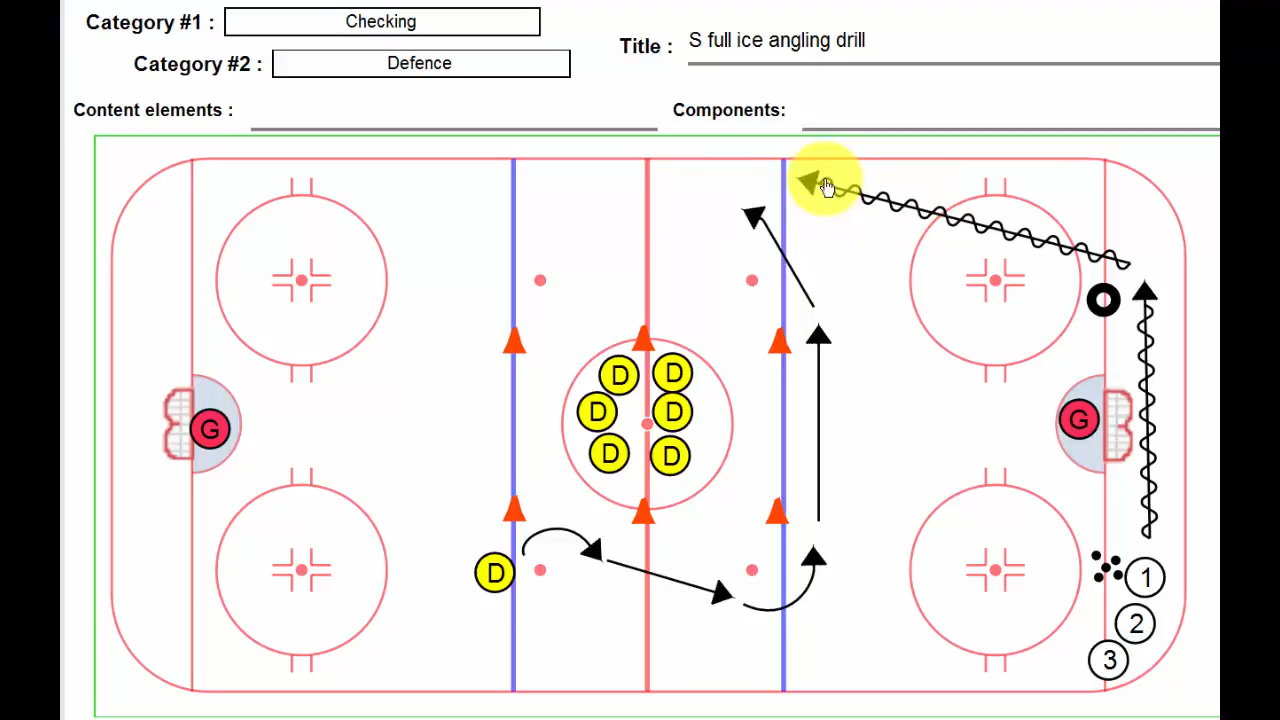 Category #1 :
Checking
Category #2 :
Defence
Title :
S full ice angling drill
Content elements :
Components:
D
D
D
D
D
D
G
G
D
1
2
3